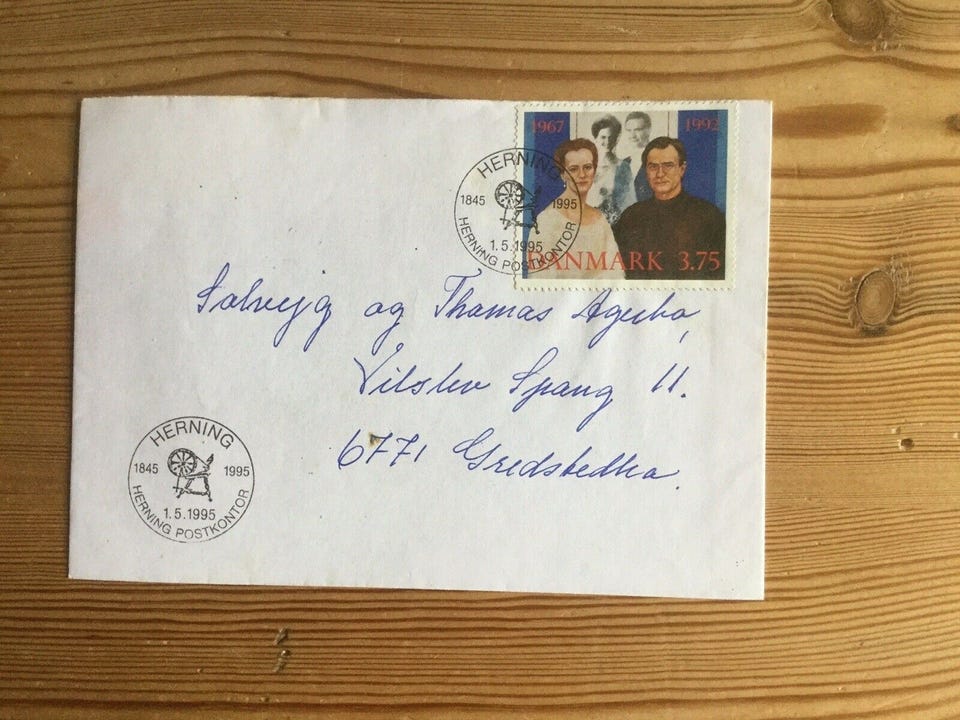 1967 1992
DANMARK 3.75
HERNING
1845 1995
1.5.1995
HERNING POSTKONTOR
Solvejg og Thomas Agerbo,
Vilslev Spang 11.
6771 Gredstedbro.
HERNING
1845 1995
1.5.1995
HERNING POSTKONTOR